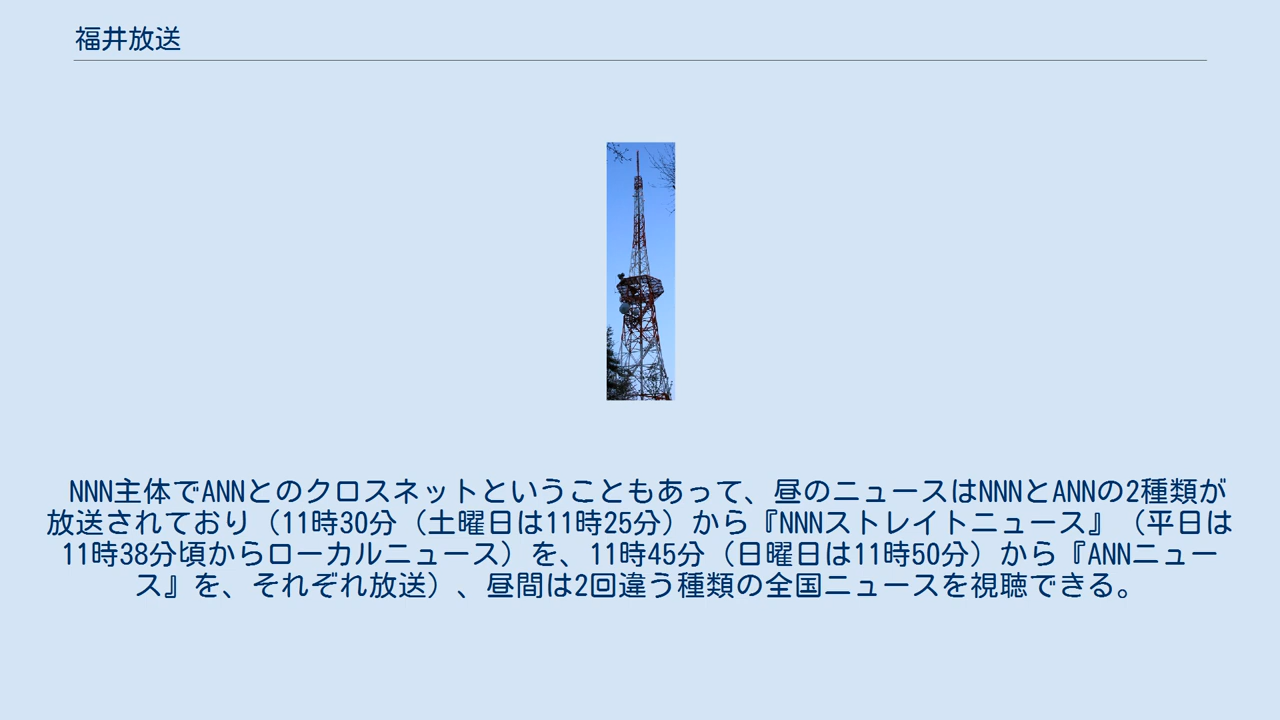 福井放送
NNN主体でANNとのクロスネットということもあって、昼のニュースはNNNとANNの2種類が
放送されており（11時30分（土曜日は11時25分）から『NNNストレイトニュース』（平日は
11時38分頃からローカルニュース）を、11時45分（日曜日は11時50分）から『ANNニュー
ス』を、それぞれ放送）、昼間は2回違う種類の全国ニュースを視聴できる。